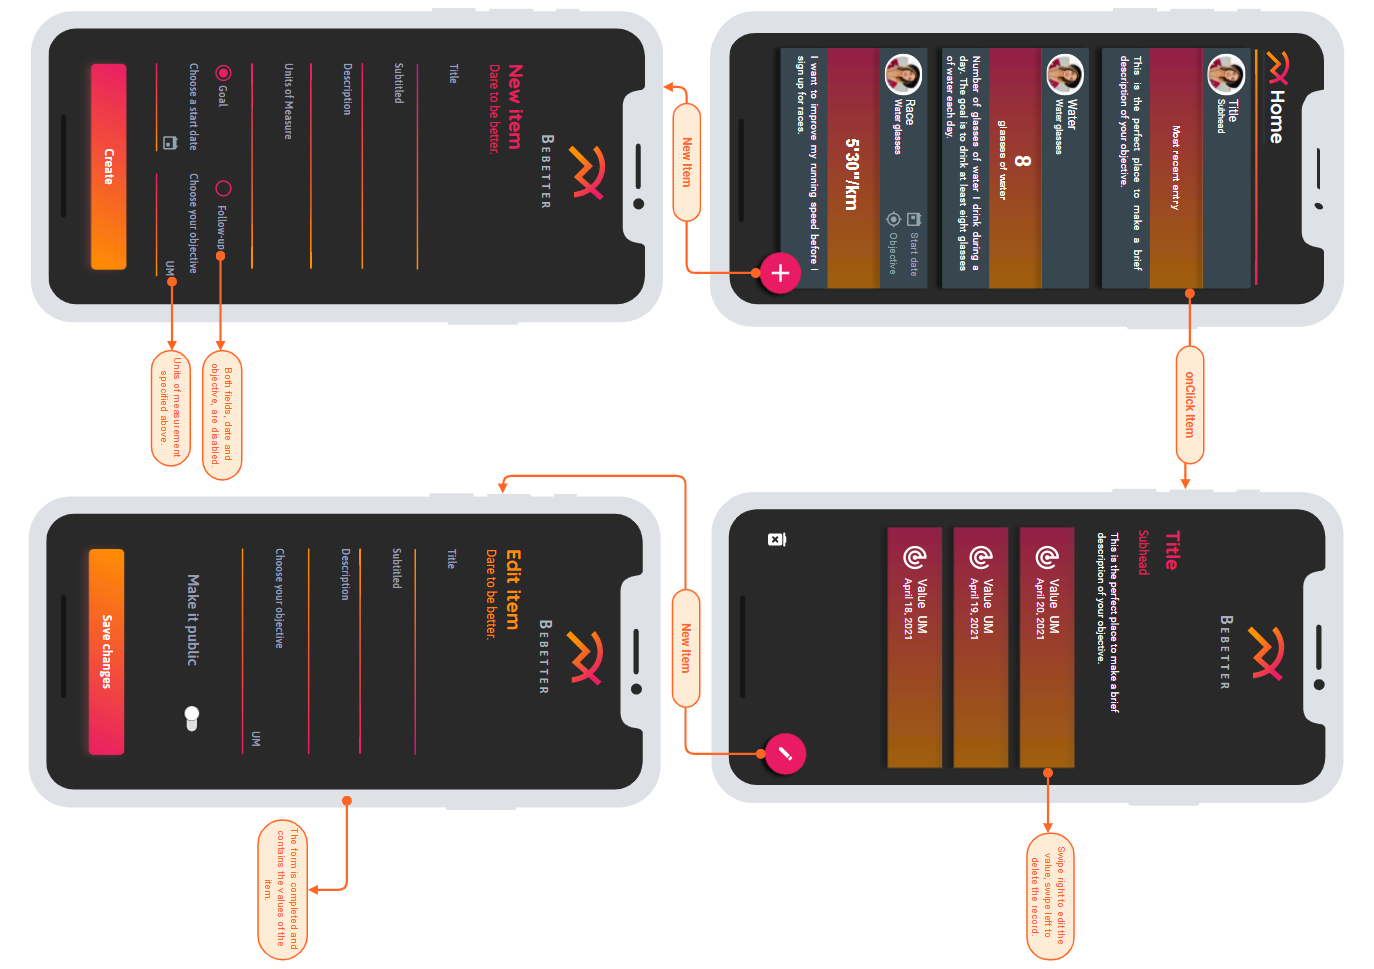 Home
Title
Subhead
Most recent entry
This is the perfect place to make a brief
description of your objective.
Water
Water glasses
8
glasses of water
Number of glasses of water I drink during a
day. The goal is to drink at least eight glasses
of water each day.
Race
Water glasses
Start date
Objective
5'30"/km
I want to improve my running speed before I
sign up for races.
New Item
onClick Item
BEBETTER
New item
Dare to be better.
Title
Subtitled
Description
Units of Measure
Goal
Follow-up
Choose a start date
Choose your objective
UM
Create
Both fields, date and
objective, are disabled.
Units of measurement
specified above.
BEBETTER
Title
Subhead
This is the perfect place to make a brief
description of your objective.
Value UM
April 20, 2021
Value UM
April 19, 2021
Value UM
April 18, 2021
Swipe right to edit the
value, swipe left to
delete the record.
New Item
BEBETTER
Edit item
Dare to be better.
Title
Subtitled
Description
Choose your objective
UM
Make it public
Save changes
The form is completed and
contains the values of the
item.